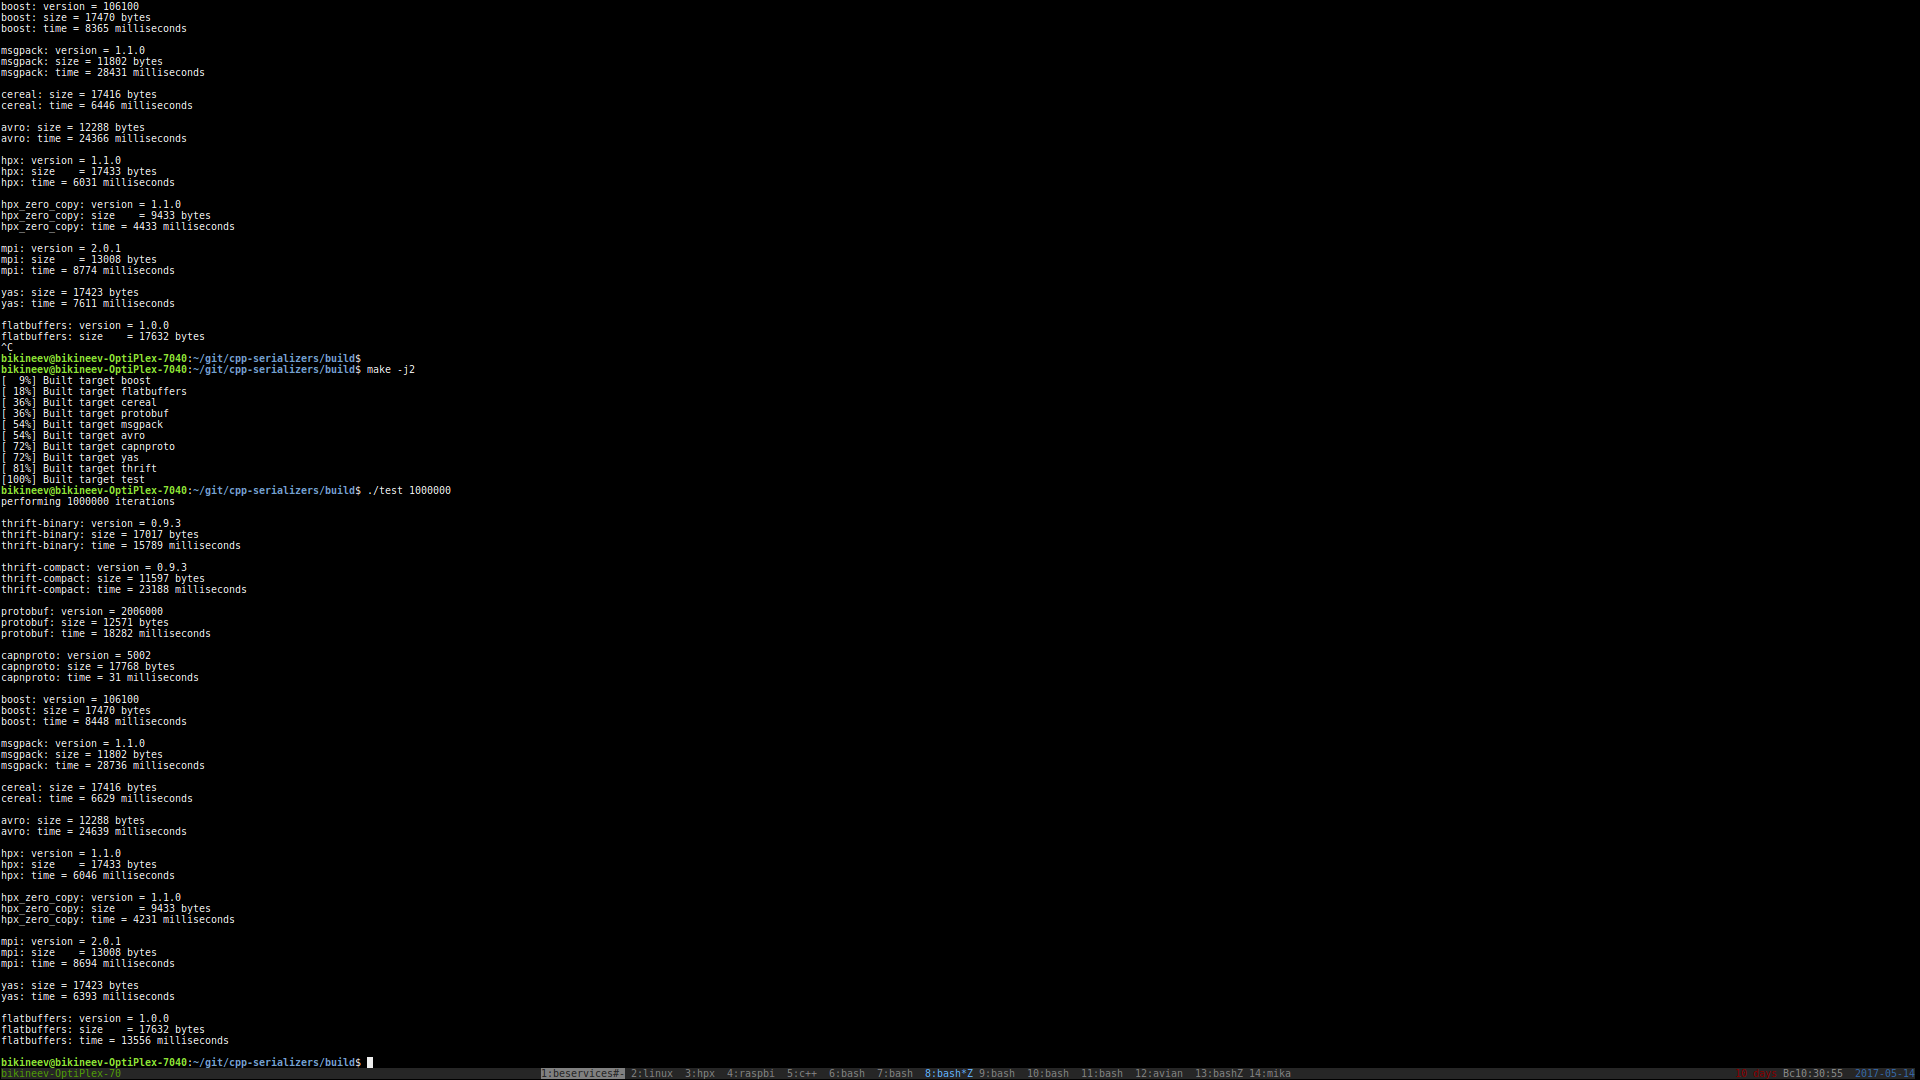 boost: version = 106100
boost: size = 17470 bytes
boost: time = 8365 milliseconds
msgpack: version = 1.1.0
msgpack: size = 11802 bytes
msgpack: time = 28431 milliseconds
cereal: size = 17416 bytes
cereal: time = 6446 milliseconds
avro: size = 12288 bytes
avro: time = 24366 milliseconds
hpx: version = 1.1.0
hpx: size    = 17433 bytes
hpx: time = 6031 milliseconds
hpx_zero_copy: version = 1.1.0
hpx_zero_copy: size    = 9433 bytes
hpx_zero_copy: time = 4433 milliseconds
mpi: version = 2.0.1
mpi: size    = 13008 bytes
mpi: time = 8774 milliseconds
yas: size = 17423 bytes
yas: time = 7611 milliseconds
flatbuffers: version = 1.0.0
flatbuffers: size    = 17632 bytes
^C
bikineev@bikineev-OptiPlex-7040:~/git/cpp-serializers/build$
bikineev@bikineev-OptiPlex-7040:~/git/cpp-serializers/build$ make -j2
[  9%] Built target boost
[ 18%] Built target flatbuffers
[ 36%] Built target cereal
[ 36%] Built target protobuf
[ 54%] Built target msgpack
[ 54%] Built target avro
[ 72%] Built target capnproto
[ 72%] Built target yas
[ 81%] Built target thrift
[100%] Built target test
bikineev@bikineev-OptiPlex-7040:~/git/cpp-serializers/build$ ./test 1000000
performing 1000000 iterations
thrift-binary: version = 0.9.3
thrift-binary: size = 17017 bytes
thrift-binary: time = 15789 milliseconds
thrift-compact: version = 0.9.3
thrift-compact: size = 11597 bytes
thrift-compact: time = 23188 milliseconds
protobuf: version = 2006000
protobuf: size = 12571 bytes
protobuf: time = 18282 milliseconds
capnproto: version = 5002
capnproto: size = 17768 bytes
capnproto: time = 31 milliseconds
boost: version = 106100
boost: size = 17470 bytes
boost: time = 8448 milliseconds
msgpack: version = 1.1.0
msgpack: size = 11802 bytes
msgpack: time = 28736 milliseconds
cereal: size = 17416 bytes
cereal: time = 6629 milliseconds
avro: size = 12288 bytes
avro: time = 24639 milliseconds
hpx: version = 1.1.0
hpx: size    = 17433 bytes
hpx: time = 6046 milliseconds
hpx_zero_copy: version = 1.1.0
hpx_zero_copy: size    = 9433 bytes
hpx_zero_copy: time = 4231 milliseconds
mpi: version = 2.0.1
mpi: size    = 13008 bytes
mpi: time = 8694 milliseconds
yas: size = 17423 bytes
yas: time = 6393 milliseconds
flatbuffers: version = 1.0.0
flatbuffers: size    = 17632 bytes
flatbuffers: time = 13556 milliseconds
bikineev@bikineev-OptiPlex-7040:~/git/cpp-serializers/build$
bikineev-OptiPlex-70 1:beservices#- 2:linux 3:hpx 4:raspbi 5:c++ 6:bash 7:bash 8:bash*Z 9:bash 10:bash 11:bash 12:avian 13:bashZ 14:mika Вс10:30:55 2017-05-14